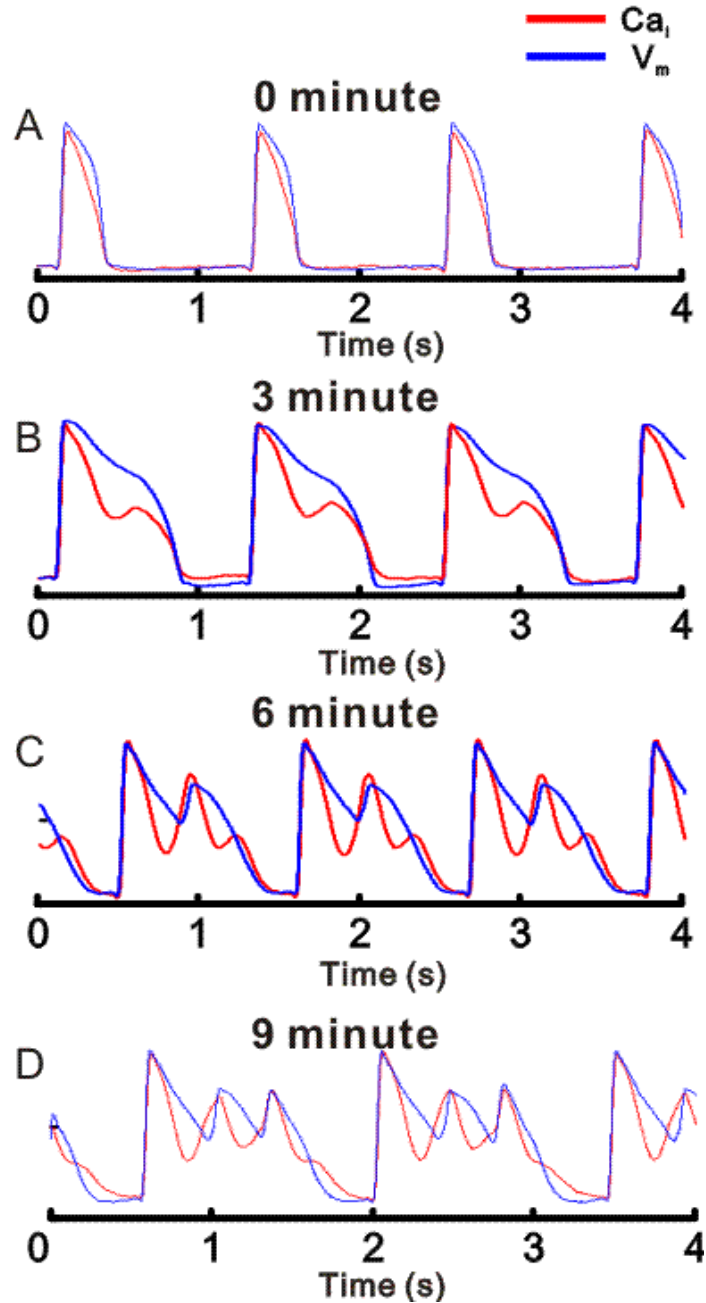 Caᵢ
Vₘ
0 minute
A
0 1 2 3 4
Time (s)
3 minute
B
0 1 2 3 4
Time (s)
6 minute
C
0 1 2 3 4
Time (s)
9 minute
D
0 1 2 3 4
Time (s)